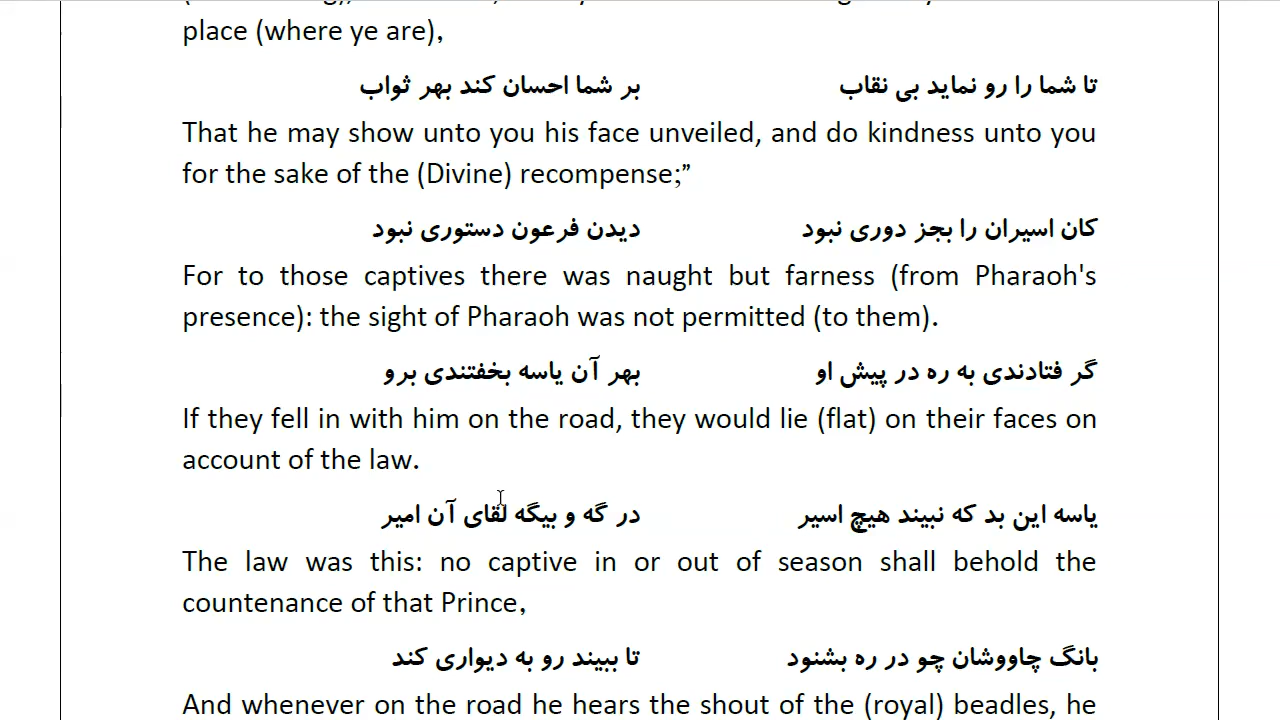 place (where ye are),
تا شما را رو نماید بی نقاب بر شما احسان کند بهر ثواب
That he may show unto you his face unveiled, and do kindness unto you
for the sake of the (Divine) recompense;”
کان اسیران را بجز دوری نبود دیدن فرعون دستوری نبود
For to those captives there was naught but farness (from Pharaoh's
presence): the sight of Pharaoh was not permitted (to them).
گر فتادندی به ره در پیش او بهر آن یاسه بخفتندی برو
If they fell in with him on the road, they would lie (flat) on their faces on
account of the law.
یاسه این بد که نبیند هیچ اسیر در گه و بیگه لقای آن امیر
The law was this: no captive in or out of season shall behold the
countenance of that Prince,
بانگ چاووشان چو در ره بشنود تا ببیند رو به دیواری کند
And whenever on the road he hears the shout of the (royal) beadles, he